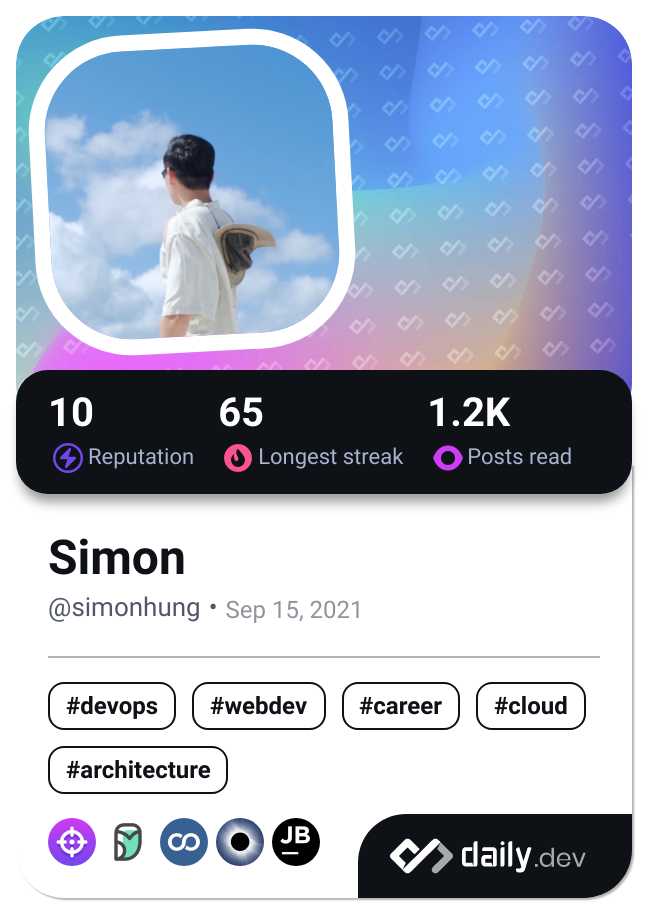 10 65 1.2K
Reputation Longest streak Posts read
Simon
@simonhung • Sep 15, 2021
#devops #webdev #career #cloud
#architecture
JB
daily.dev